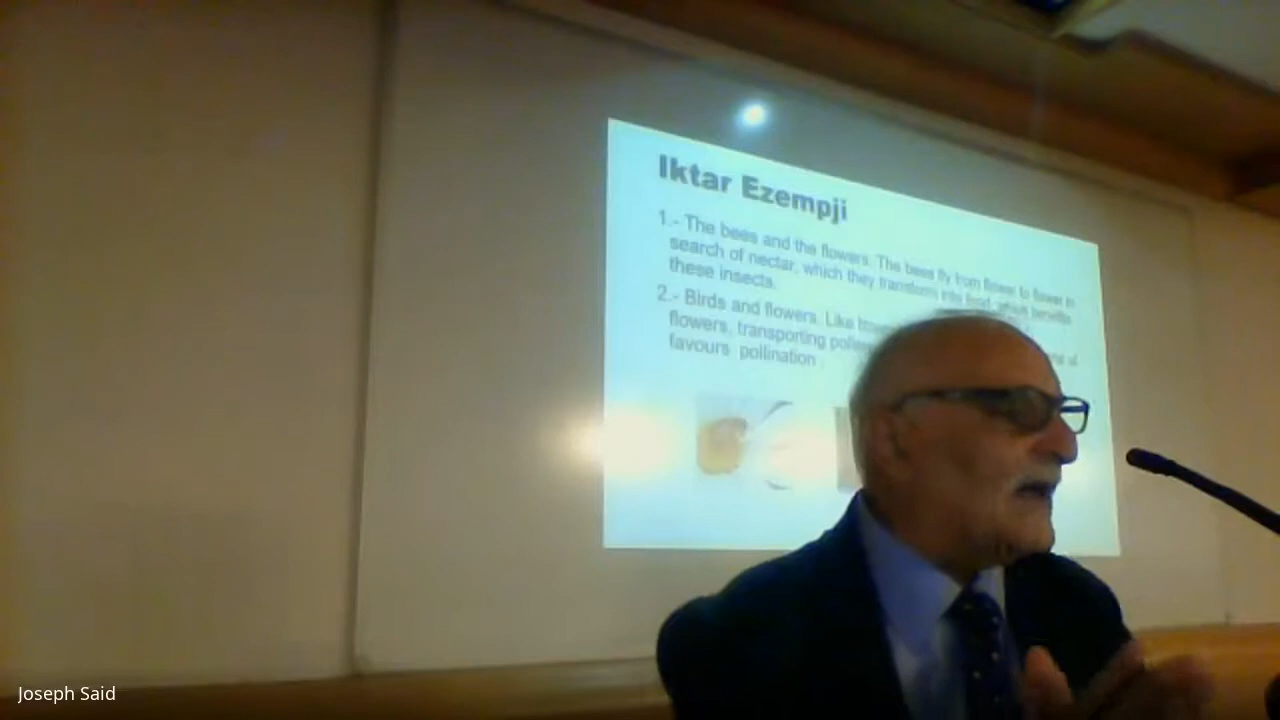 Iktar Ezempji
1.- The bees and the flowers. The bees fly from flower to flower in
search of nectar, which they transform into food, which benefits
these insects.
2.- Birds and flowers. Like
flowers, transporting of
favours pollination
Joseph Said